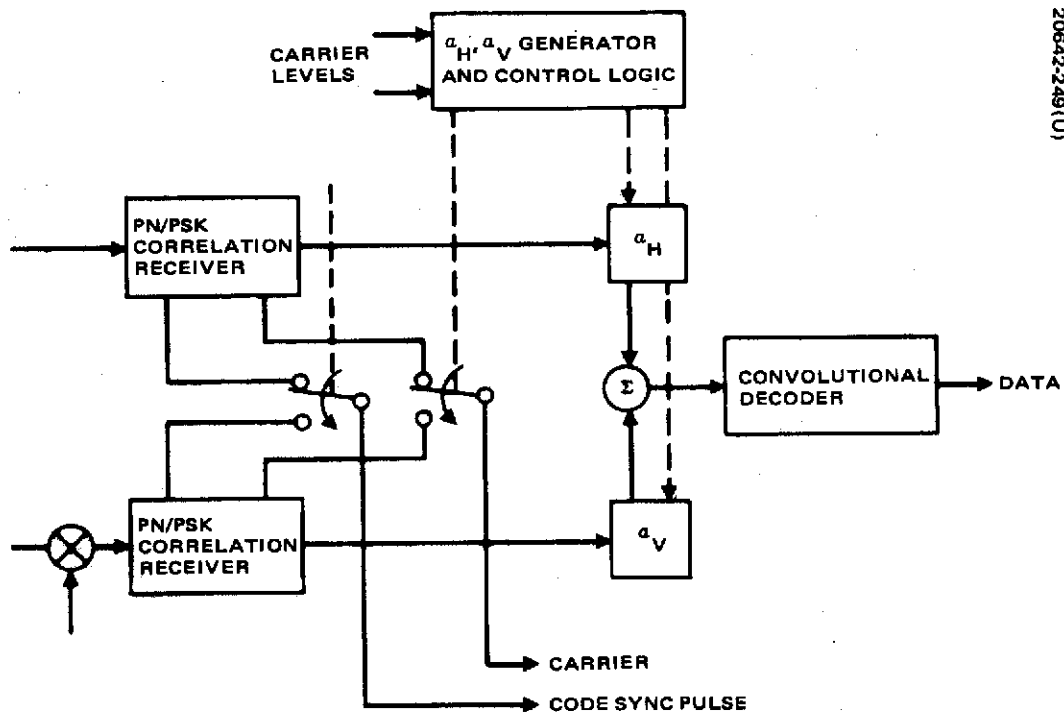 20642-249(U)
CARRIER
LEVELS
aH, aV GENERATOR
AND CONTROL LOGIC
PN/PSK
CORRELATION
RECEIVER
aH
Σ
CONVOLUTIONAL
DECODER
DATA
PN/PSK
CORRELATION
RECEIVER
aV
CARRIER
CODE SYNC PULSE